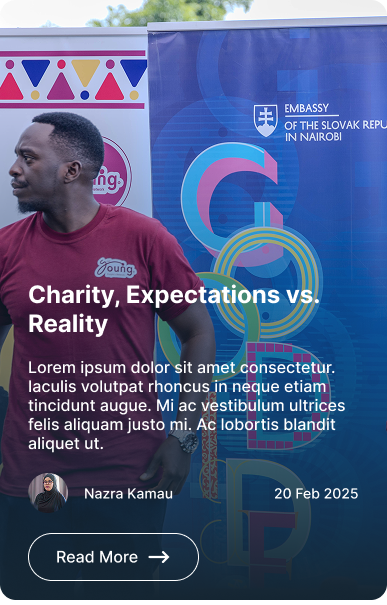 EMBASSY
OF THE SLOVAK REPU
IN NAIROBI
young
Charity, Expectations vs.
Reality
Lorem ipsum dolor sit amet consectetur.
Iaculis volutpat rhoncus in neque etiam
tincidunt augue. Mi ac vestibulum ultrices
felis aliquam justo mi. Ac lobortis blandit
aliquet ut.
Nazra Kamau
20 Feb 2025
Read More
GOOD